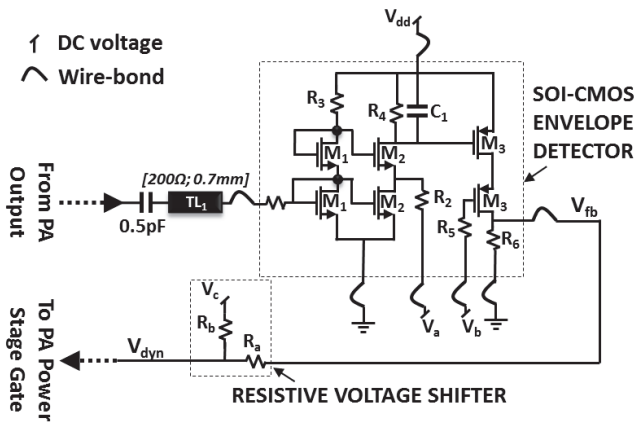 DC voltage
Wire-bond
V_dd
SOI-CMOS
ENVELOPE
DETECTOR
R_3
R_4
C_1
M_3
M_1
M_2
From PA
Output
[200Ω; 0.7mm]
TL_1
0.5pF
M_1
M_2
R_2
M_3
R_5
R_6
V_fb
V_a
V_b
V_c
R_b
R_a
V_dyn
To PA Power
Stage Gate
RESISTIVE VOLTAGE SHIFTER